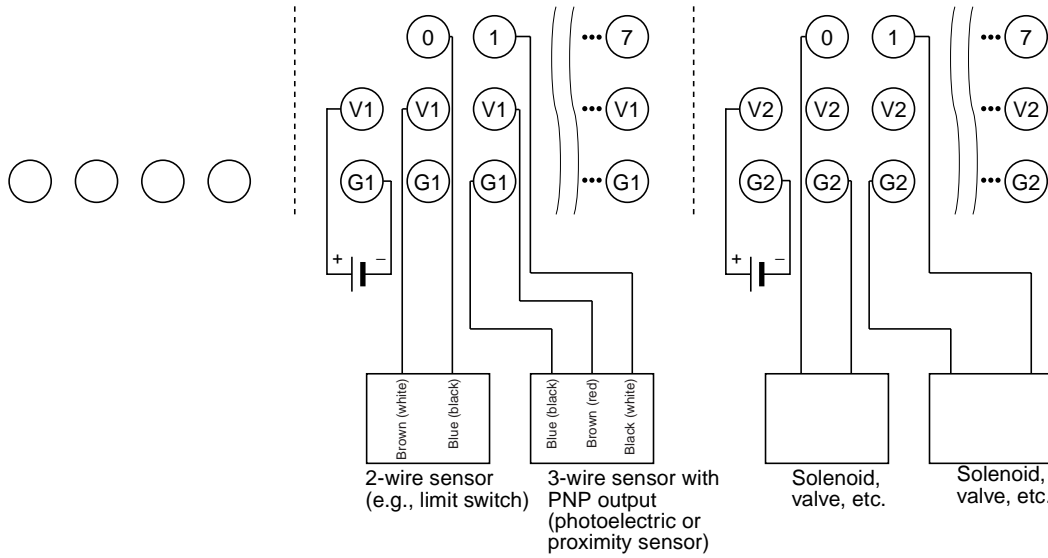 0 1 ••• 7 0 1 ••• 7
V1 V1 V1 ••• V1 V2 V2 V2 ••• V2
G1 G1 G1 ••• G1 G2 G2 G2 ••• G2
+ − + −
Brown (white)
Blue (black)
Blue (black)
Brown (red)
Black (white)
2-wire sensor
(e.g., limit switch)
3-wire sensor with
PNP output
(photoelectric or
proximity sensor)
Solenoid,
valve, etc.
Solenoid,
valve, etc.